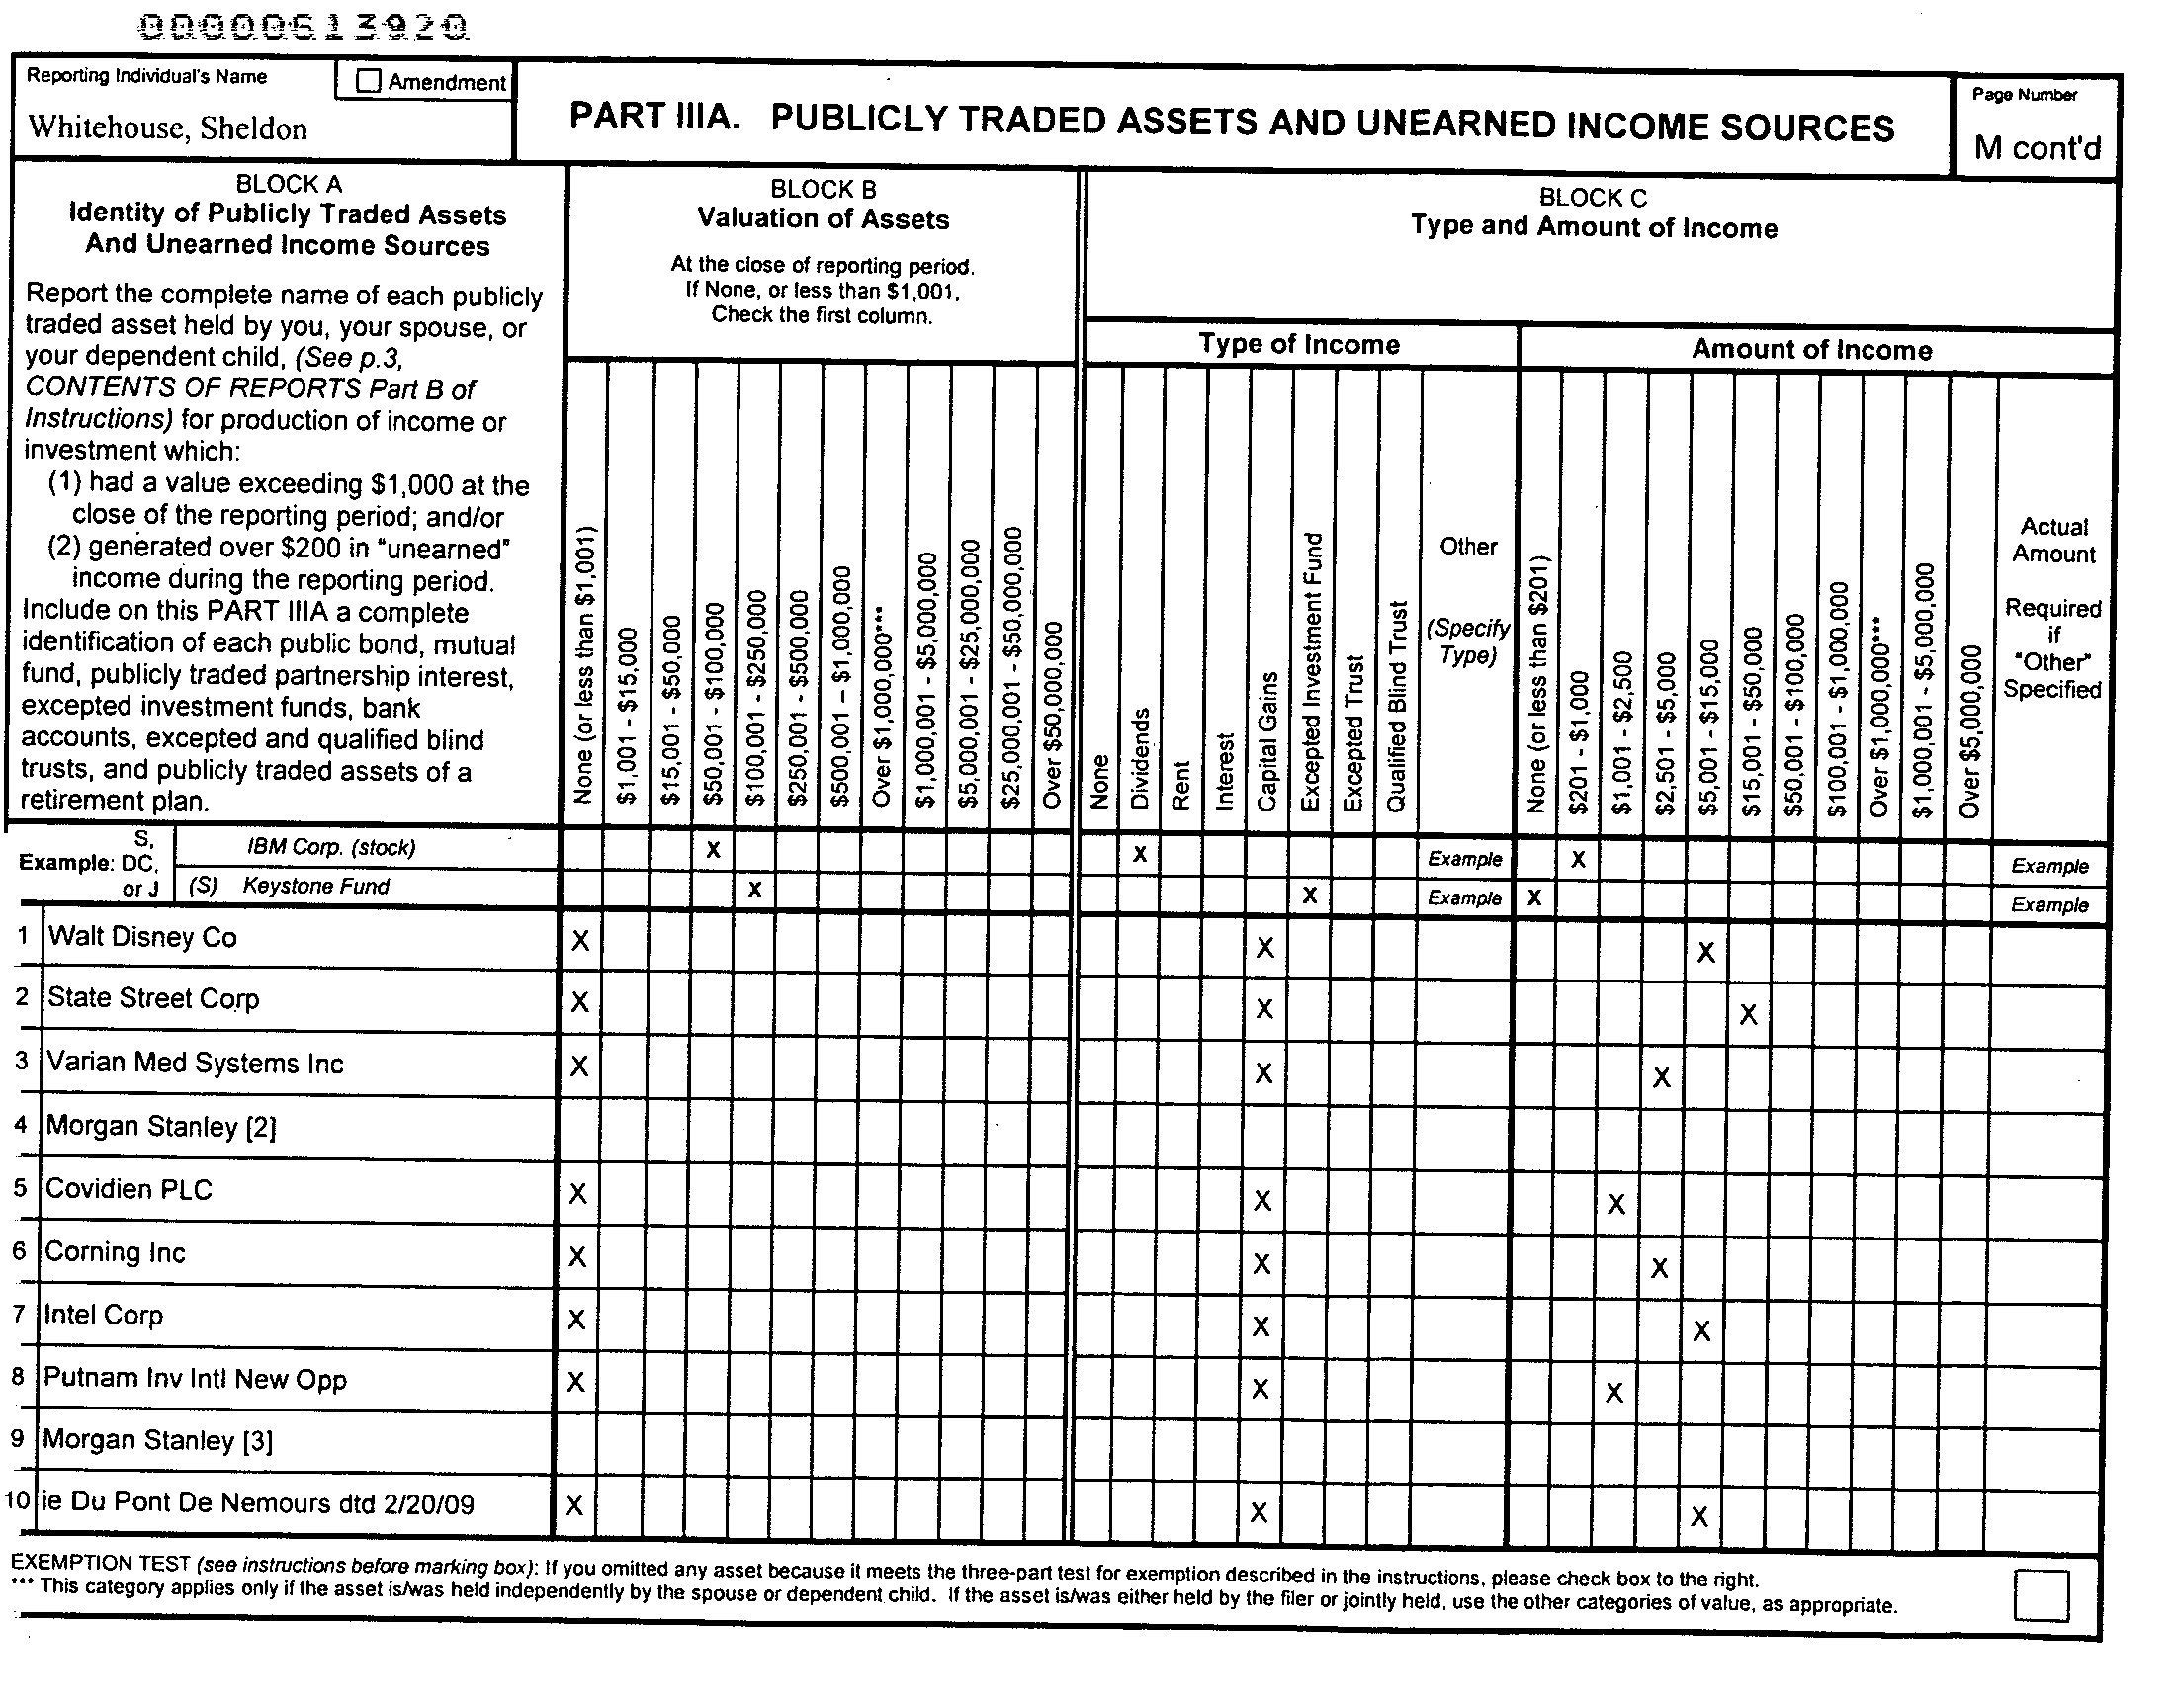 00000613920
Reporting Individual's Name
☐ Amendment
Whitehouse, Sheldon
PART IIIA. PUBLICLY TRADED ASSETS AND UNEARNED INCOME SOURCES
Page Number
M cont'd
BLOCK A
Identity of Publicly Traded Assets
And Unearned Income Sources
Report the complete name of each publicly
traded asset held by you, your spouse, or
your dependent child, (See p.3,
CONTENTS OF REPORTS Part B of
Instructions) for production of income or
investment which:
(1) had a value exceeding $1,000 at the
close of the reporting period; and/or
(2) generated over $200 in "unearned"
income during the reporting period.
Include on this PART IIIA a complete
identification of each public bond, mutual
fund, publicly traded partnership interest,
excepted investment funds, bank
accounts, excepted and qualified blind
trusts, and publicly traded assets of a
retirement plan.
BLOCK B
Valuation of Assets
At the close of reporting period.
If None, or less than $1,001,
Check the first column.
None (or less than $1,001)
$1,001 - $15,000
$15,001 - $50,000
$50,001 - $100,000
$100,001 - $250,000
$250,001 - $500,000
$500,001 – $1,000,000
Over $1,000,000***
$1,000,001 - $5,000,000
$5,000,001 - $25,000,000
$25,000,001 - $50,000,000
Over $50,000,000
BLOCK C
Type and Amount of Income
Type of Income
None
Dividends
Rent
Interest
Capital Gains
Excepted Investment Fund
Excepted Trust
Qualified Blind Trust
Other
(Specify
Type)
Amount of Income
None (or less than $201)
$201 - $1,000
$1,001 - $2,500
$2,501 - $5,000
$5,001 - $15,000
$15,001 - $50,000
$50,001 - $100,000
$100,001 - $1,000,000
Over $1,000,000***
$1,000,001 - $5,000,000
Over $5,000,000
Actual
Amount
Required
if
"Other"
Specified
Example: S, DC, or J
IBM Corp. (stock) X X Example X Example
(S) Keystone Fund X X Example X Example
1 Walt Disney Co X X X
2 State Street Corp X X X
3 Varian Med Systems Inc X X X
4 Morgan Stanley [2]
5 Covidien PLC X X X
6 Corning Inc X X X
7 Intel Corp X X X
8 Putnam Inv Intl New Opp X X X
9 Morgan Stanley [3]
10 ie Du Pont De Nemours dtd 2/20/09 X X X
EXEMPTION TEST (see instructions before marking box): If you omitted any asset because it meets the three-part test for exemption described in the instructions, please check box to the right.
*** This category applies only if the asset is/was held independently by the spouse or dependent child. If the asset is/was either held by the filer or jointly held, use the other categories of value, as appropriate.